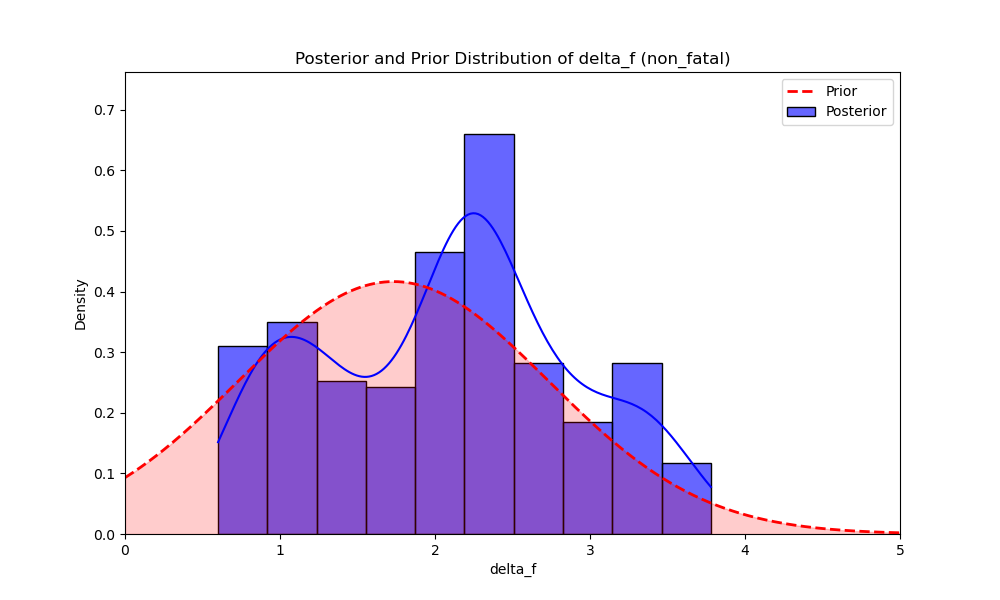 Posterior and Prior Distribution of delta_f (non_fatal)
Prior
Posterior
Density
0.7
0.6
0.5
0.4
0.3
0.2
0.1
0.0
0 1 2 3 4 5
delta_f